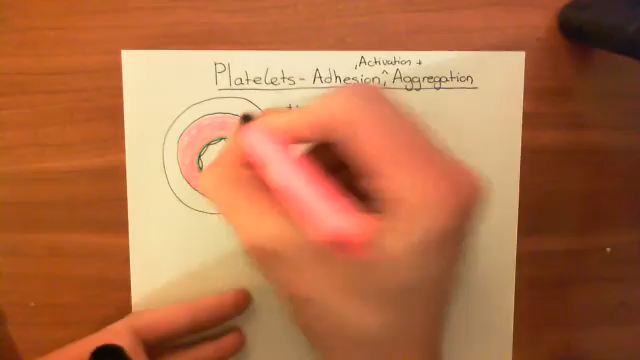 , Activation +
Platelets - Adhesion, ^ Aggregation